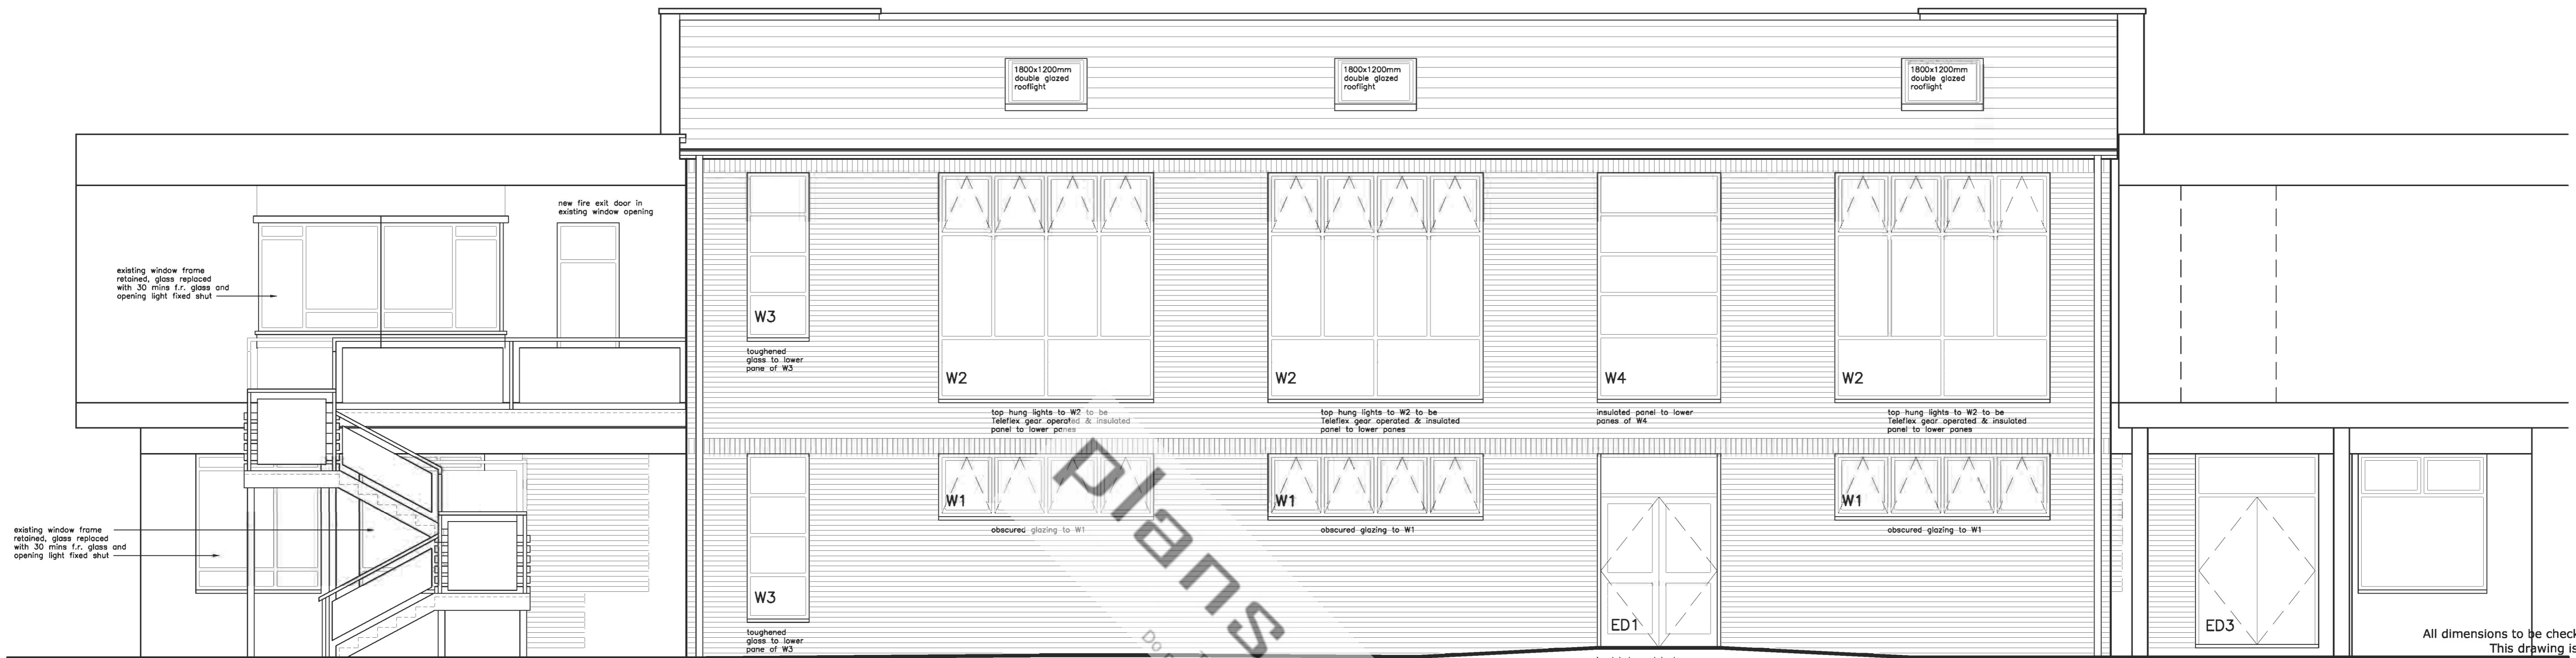 1800x1200mm
double glazed
rooflight
1800x1200mm
double glazed
rooflight
1800x1200mm
double glazed
rooflight
new fire exit door in
existing window opening
existing window frame
retained, glass replaced
with 30 mins f.r. glass and
opening light fixed shut
W3
toughened
glass to lower
pane of W3
W2
W2
W4
W2
top hung lights to W2 to be
Teleflex gear operated & insulated
panel to lower panes
top hung lights to W2 to be
Teleflex gear operated & insulated
panel to lower panes
insulated panel to lower
panes of W4
top hung lights to W2 to be
Teleflex gear operated & insulated
panel to lower panes
plans
W1
W1
W1
obscured glazing to W1
obscured glazing to W1
obscured glazing to W1
existing window frame
retained, glass replaced
with 30 mins f.r. glass and
opening light fixed shut
W3
toughened
glass to lower
pane of W3
ED1
ED3
All dimensions to be check
This drawing is